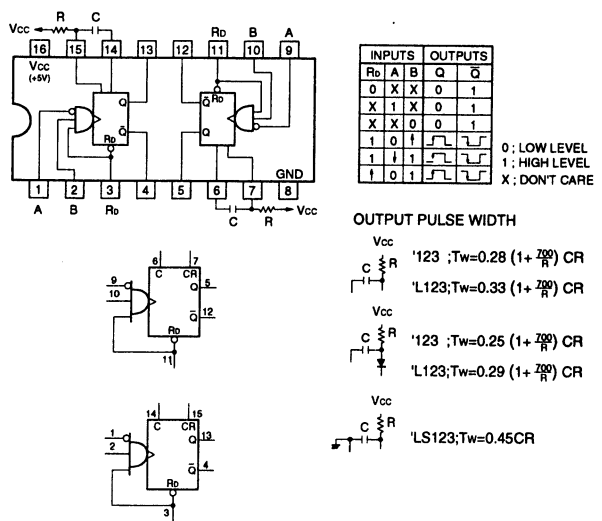 VCC R C RD B A
16 15 14 13 12 11 10 9
VCC
(+5V)
Q Q̅ RD
Q̅ Q
RD
GND
1 2 3 4 5 6 7 8
A B RD C R VCC
INPUTS OUTPUTS
RD A B Q Q̅
0 X X 0 1
X 1 X 0 1
X X 0 0 1
1 0 ↑
1 ↓ 1
↑ 0 1
0 ; LOW LEVEL
1 ; HIGH LEVEL
X ; DON'T CARE
OUTPUT PULSE WIDTH
VCC
C R
'123 ;Tw=0.28 (1+ 700/R) CR
'L123;Tw=0.33 (1+ 700/R) CR
VCC
C R
'123 ;Tw=0.25 (1+ 700/R) CR
'L123;Tw=0.29 (1+ 700/R) CR
VCC
C R
'LS123;Tw=0.45CR
6 7
9 C CR
10 Q 5
Q̅ 12
RD
11
14 15
1 C CR
2 Q 13
Q̅ 4
RD
3